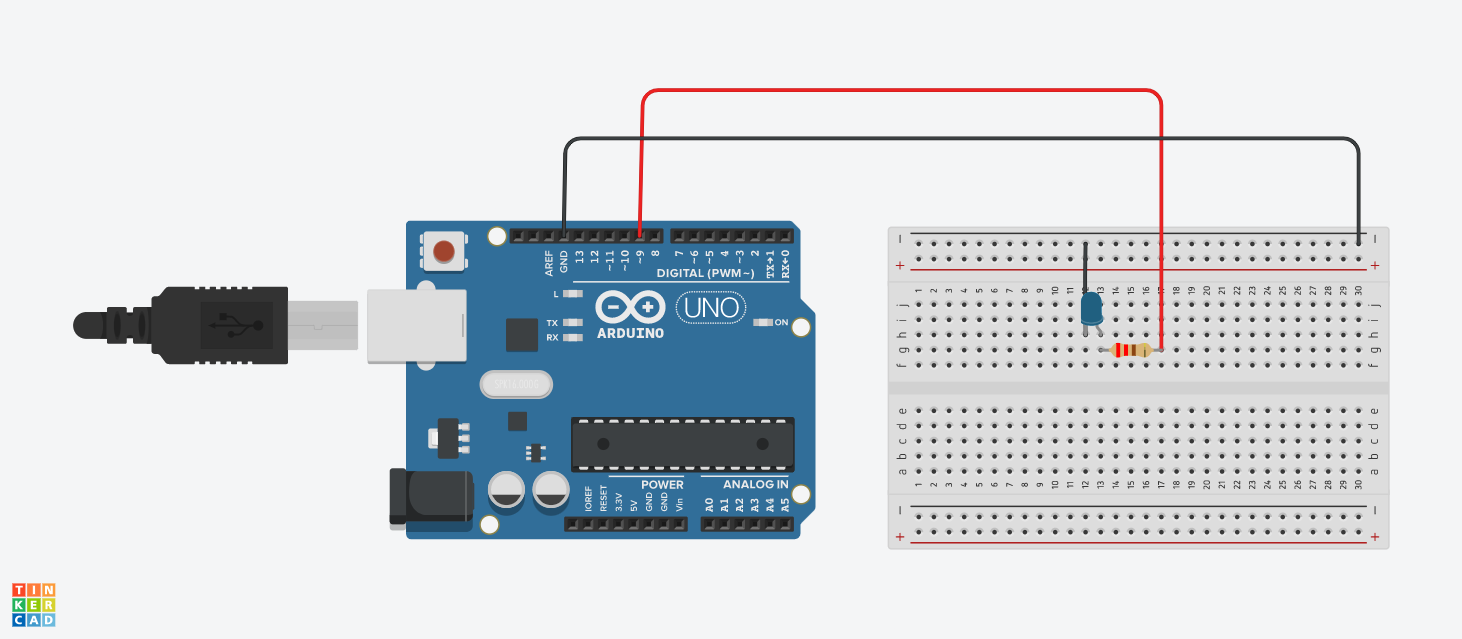 AREF
GND
13
12
~11
~10
~9
8
7
~6
~5
4
~3
2
TX→1
RX←0
DIGITAL (PWM~)
L
TX
RX
ARDUINO
UNO
ON
POWER
ANALOG IN
IOREF
RESET
3.3V
5V
GND
GND
Vin
A0
A1
A2
A3
A4
A5
− −
+ +
1 2 3 4 5 6 7 8 9 10 11 12 13 14 15 16 17 18 19 20 21 22 23 24 25 26 27 28 29 30
j j
i i
h h
g g
f f
e e
d d
c c
b b
a a
1 2 3 4 5 6 7 8 9 10 11 12 13 14 15 16 17 18 19 20 21 22 23 24 25 26 27 28 29 30
− −
+ +
TIN
KER
CAD